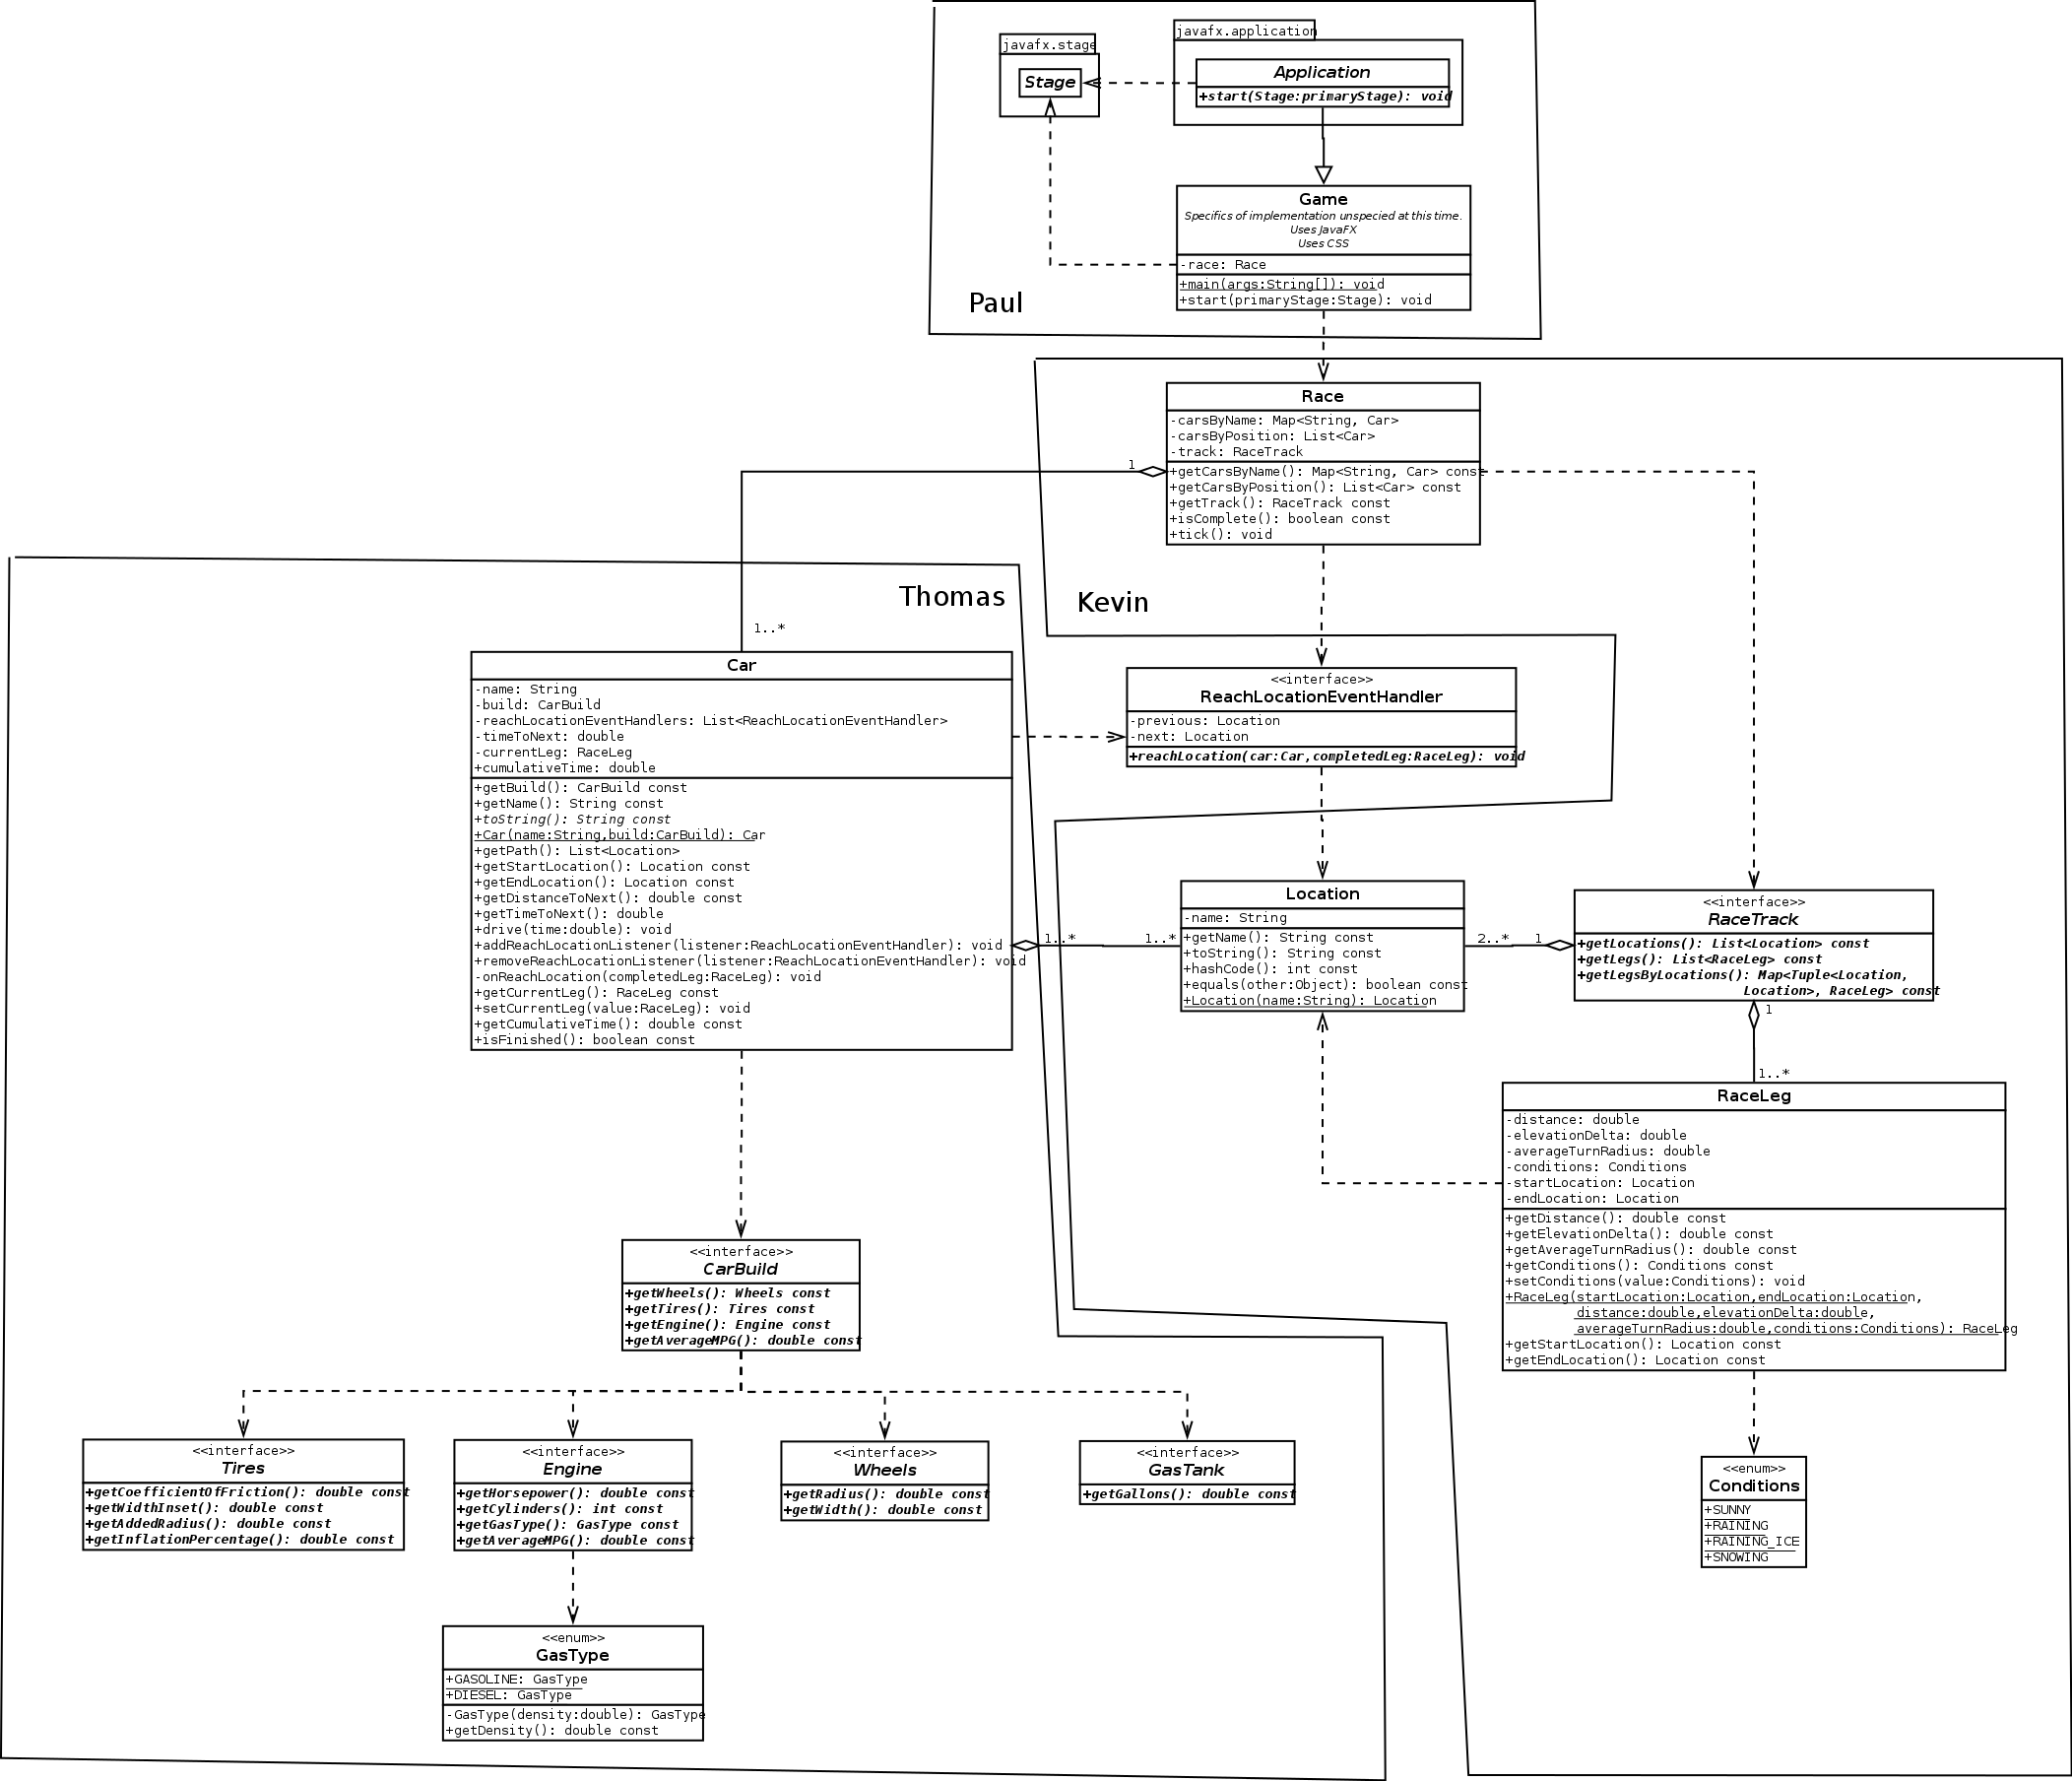 javafx.stage
Stage
javafx.application
Application
+start(Stage:primaryStage): void
Game
Specifics of implementation unspecied at this time.
Uses JavaFX
Uses CSS
-race: Race
+main(args:String[]): void
+start(primaryStage:Stage): void
Paul
Race
-carsByName: Map<String, Car>
-carsByPosition: List<Car>
-track: RaceTrack
+getCarsByName(): Map<String, Car> const
+getCarsByPosition(): List<Car> const
+getTrack(): RaceTrack const
+isComplete(): boolean const
+tick(): void
1
1..*
Thomas
Kevin
Car
-name: String
-build: CarBuild
-reachLocationEventHandlers: List<ReachLocationEventHandler>
-timeToNext: double
-currentLeg: RaceLeg
+cumulativeTime: double
+getBuild(): CarBuild const
+getName(): String const
+toString(): String const
+Car(name:String,build:CarBuild): Car
+getPath(): List<Location>
+getStartLocation(): Location const
+getEndLocation(): Location const
+getDistanceToNext(): double const
+getTimeToNext(): double
+drive(time:double): void
+addReachLocationListener(listener:ReachLocationEventHandler): void
+removeReachLocationListener(listener:ReachLocationEventHandler): void
-onReachLocation(completedLeg:RaceLeg): void
+getCurrentLeg(): RaceLeg const
+setCurrentLeg(value:RaceLeg): void
+getCumulativeTime(): double const
+isFinished(): boolean const
<<interface>>
ReachLocationEventHandler
-previous: Location
-next: Location
+reachLocation(car:Car,completedLeg:RaceLeg): void
1..*
1..*
Location
-name: String
+getName(): String const
+toString(): String const
+hashCode(): int const
+equals(other:Object): boolean const
+Location(name:String): Location
2..*
1
<<interface>>
RaceTrack
+getLocations(): List<Location> const
+getLegs(): List<RaceLeg> const
+getLegsByLocations(): Map<Tuple<Location,
Location>, RaceLeg> const
1
1..*
RaceLeg
-distance: double
-elevationDelta: double
-averageTurnRadius: double
-conditions: Conditions
-startLocation: Location
-endLocation: Location
+getDistance(): double const
+getElevationDelta(): double const
+getAverageTurnRadius(): double const
+getConditions(): Conditions const
+setConditions(value:Conditions): void
+RaceLeg(startLocation:Location,endLocation:Location,
distance:double,elevationDelta:double,
averageTurnRadius:double,conditions:Conditions): RaceLeg
+getStartLocation(): Location const
+getEndLocation(): Location const
<<interface>>
CarBuild
+getWheels(): Wheels const
+getTires(): Tires const
+getEngine(): Engine const
+getAverageMPG(): double const
<<interface>>
Tires
+getCoefficientOfFriction(): double const
+getWidthInset(): double const
+getAddedRadius(): double const
+getInflationPercentage(): double const
<<interface>>
Engine
+getHorsepower(): double const
+getCylinders(): int const
+getGasType(): GasType const
+getAverageMPG(): double const
<<interface>>
Wheels
+getRadius(): double const
+getWidth(): double const
<<interface>>
GasTank
+getGallons(): double const
<<enum>>
Conditions
+SUNNY
+RAINING
+RAINING_ICE
+SNOWING
<<enum>>
GasType
+GASOLINE: GasType
+DIESEL: GasType
-GasType(density:double): GasType
+getDensity(): double const